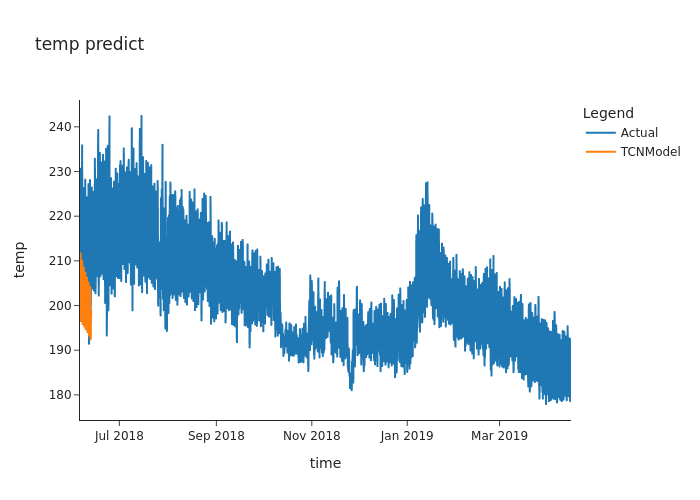 temp predict
Legend
Actual
TCNModel
temp
240
230
220
210
200
190
180
Jul 2018
Sep 2018
Nov 2018
Jan 2019
Mar 2019
time